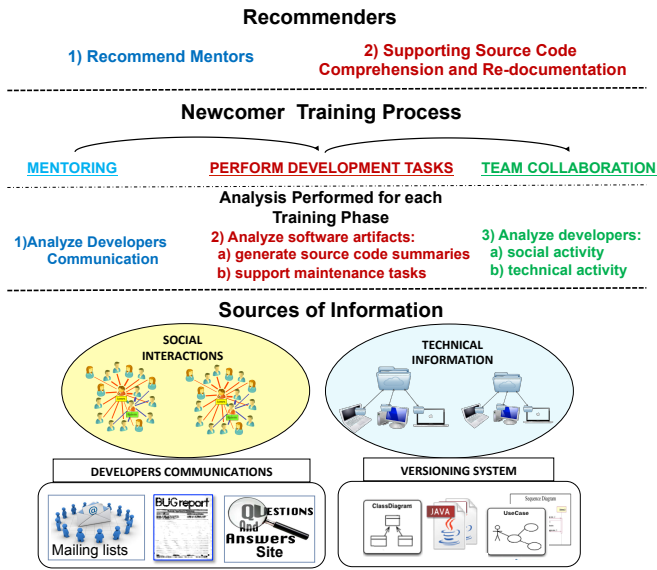 Recommenders
1) Recommend Mentors
2) Supporting Source Code
Comprehension and Re-documentation
Newcomer Training Process
MENTORING
PERFORM DEVELOPMENT TASKS
TEAM COLLABORATION
Analysis Performed for each
Training Phase
1)Analyze Developers
Communication
2) Analyze software artifacts:
a) generate source code summaries
b) support maintenance tasks
3) Analyze developers:
a) social activity
b) technical activity
Sources of Information
SOCIAL
INTERACTIONS
TECHNICAL
INFORMATION
DEVELOPERS COMMUNICATIONS
VERSIONING SYSTEM
@
Mailing lists
BUGreport
QUESTIONS
And
Answers
Site
ClassDiagram
JAVA
Sequence Diagram
UseCase